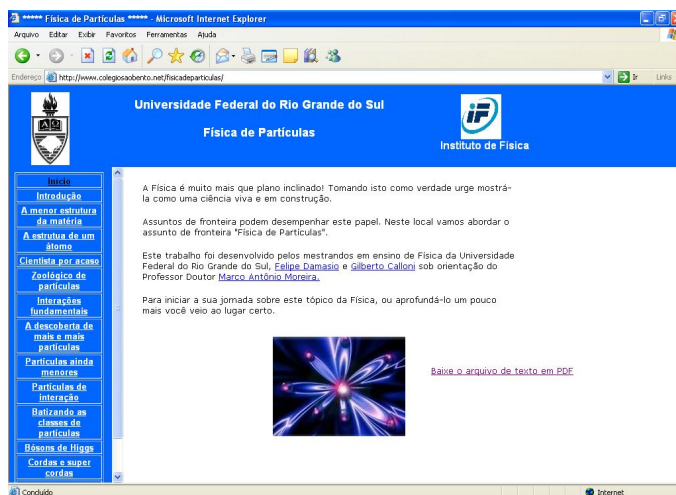 ***** Física de Partículas ***** - Microsoft Internet Explorer
Arquivo Editar Exibir Favoritos Ferramentas Ajuda
Endereço http://www.colegiosaobento.net/fisicadeparticulas/ Ir Links
Universidade Federal do Rio Grande do Sul
Física de Partículas
iF
Instituto de Física
Início
Introdução
A menor estrutura
da matéria
A estrutua de um
átomo
Cientista por acaso
Zoológico de
partículas
Interações
fundamentais
A descoberta de
mais e mais
partículas
Partículas ainda
menores
Partículas de
interação
Batizando as
classes de
partículas
Bósons de Higgs
Cordas e super
cordas
A Física é muito mais que plano inclinado! Tomando isto como verdade urge mostrá-
la como uma ciência viva e em construção.
Assuntos de fronteira podem desempenhar este papel. Neste local vamos abordar o
assunto de fronteira "Física de Partículas".
Este trabalho foi desenvolvido pelos mestrandos em ensino de Física da Universidade
Federal do Rio Grande do Sul, Felipe Damasio e Gilberto Calloni sob orientação do
Professor Doutor Marco Antônio Moreira.
Para iniciar a sua jornada sobre este tópico da Física, ou aprofundá-lo um pouco
mais você veio ao lugar certo.
Baixe o arquivo de texto em PDF
Concluído
Internet